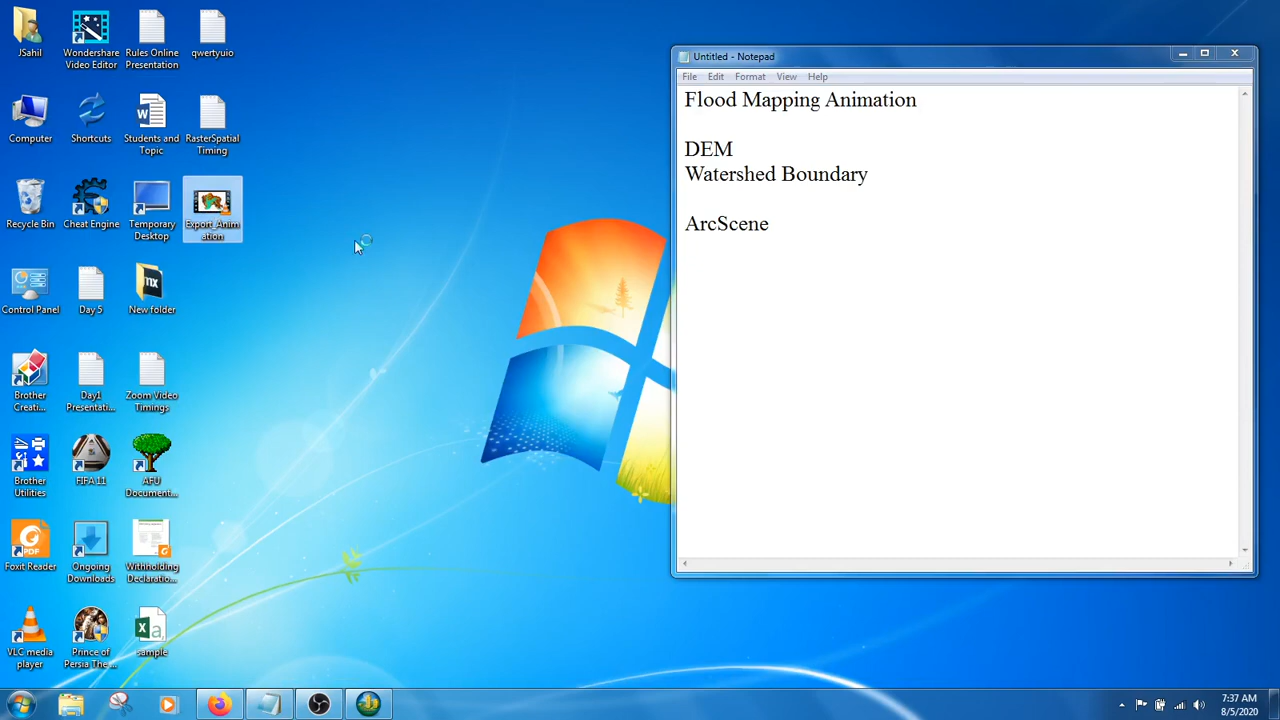 JSahil
Wondershare
Video Editor
Rules Online
Presentation
qwertyuio
Computer
Shortcuts
Students and
Topic
RasterSpatial
Timing
Recycle Bin
Cheat Engine
Temporary
Desktop
Export_Anim
ation
Control Panel
Day 5
New folder
Brother
Creati...
Day1
Presentati...
Zoom Video
Timings
Brother
Utilities
FIFA 11
AFU
Document...
Foxit Reader
Ongoing
Downloads
Withholding
Declaratio...
VLC media
player
Prince of
Persia The ...
sample
Untitled - Notepad
File Edit Format View Help
Flood Mapping Animation
DEM
Watershed Boundary
ArcScene
7:37 AM
8/5/2020